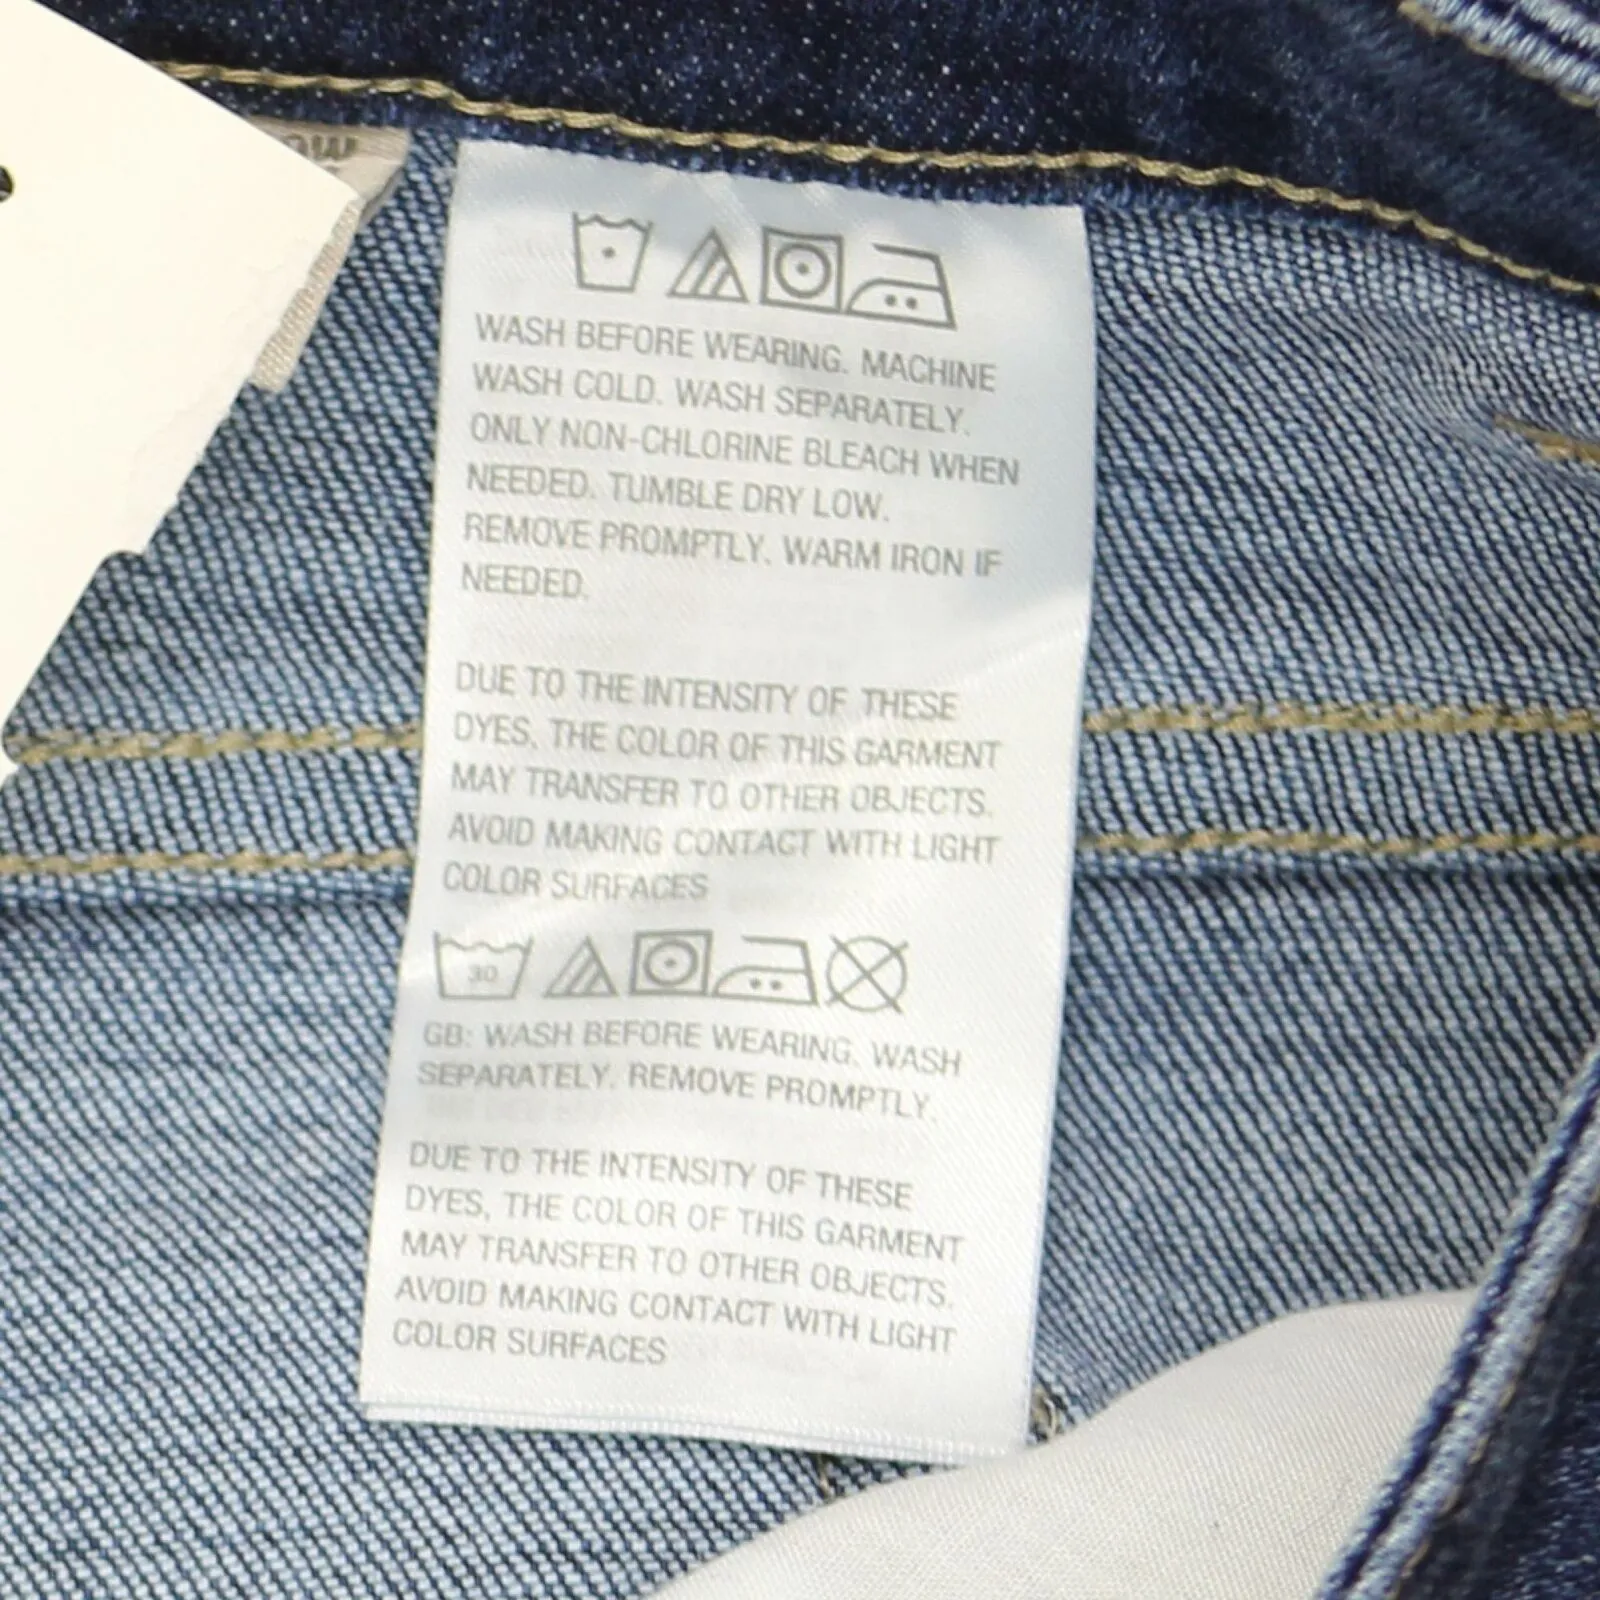 WASH BEFORE WEARING. MACHINE
WASH COLD. WASH SEPARATELY.
ONLY NON-CHLORINE BLEACH WHEN
NEEDED. TUMBLE DRY LOW.
REMOVE PROMPTLY. WARM IRON IF
NEEDED.
DUE TO THE INTENSITY OF THESE
DYES, THE COLOR OF THIS GARMENT
MAY TRANSFER TO OTHER OBJECTS.
AVOID MAKING CONTACT WITH LIGHT
COLOR SURFACES
30
GB: WASH BEFORE WEARING. WASH
SEPARATELY. REMOVE PROMPTLY.
DUE TO THE INTENSITY OF THESE
DYES, THE COLOR OF THIS GARMENT
MAY TRANSFER TO OTHER OBJECTS.
AVOID MAKING CONTACT WITH LIGHT
COLOR SURFACES